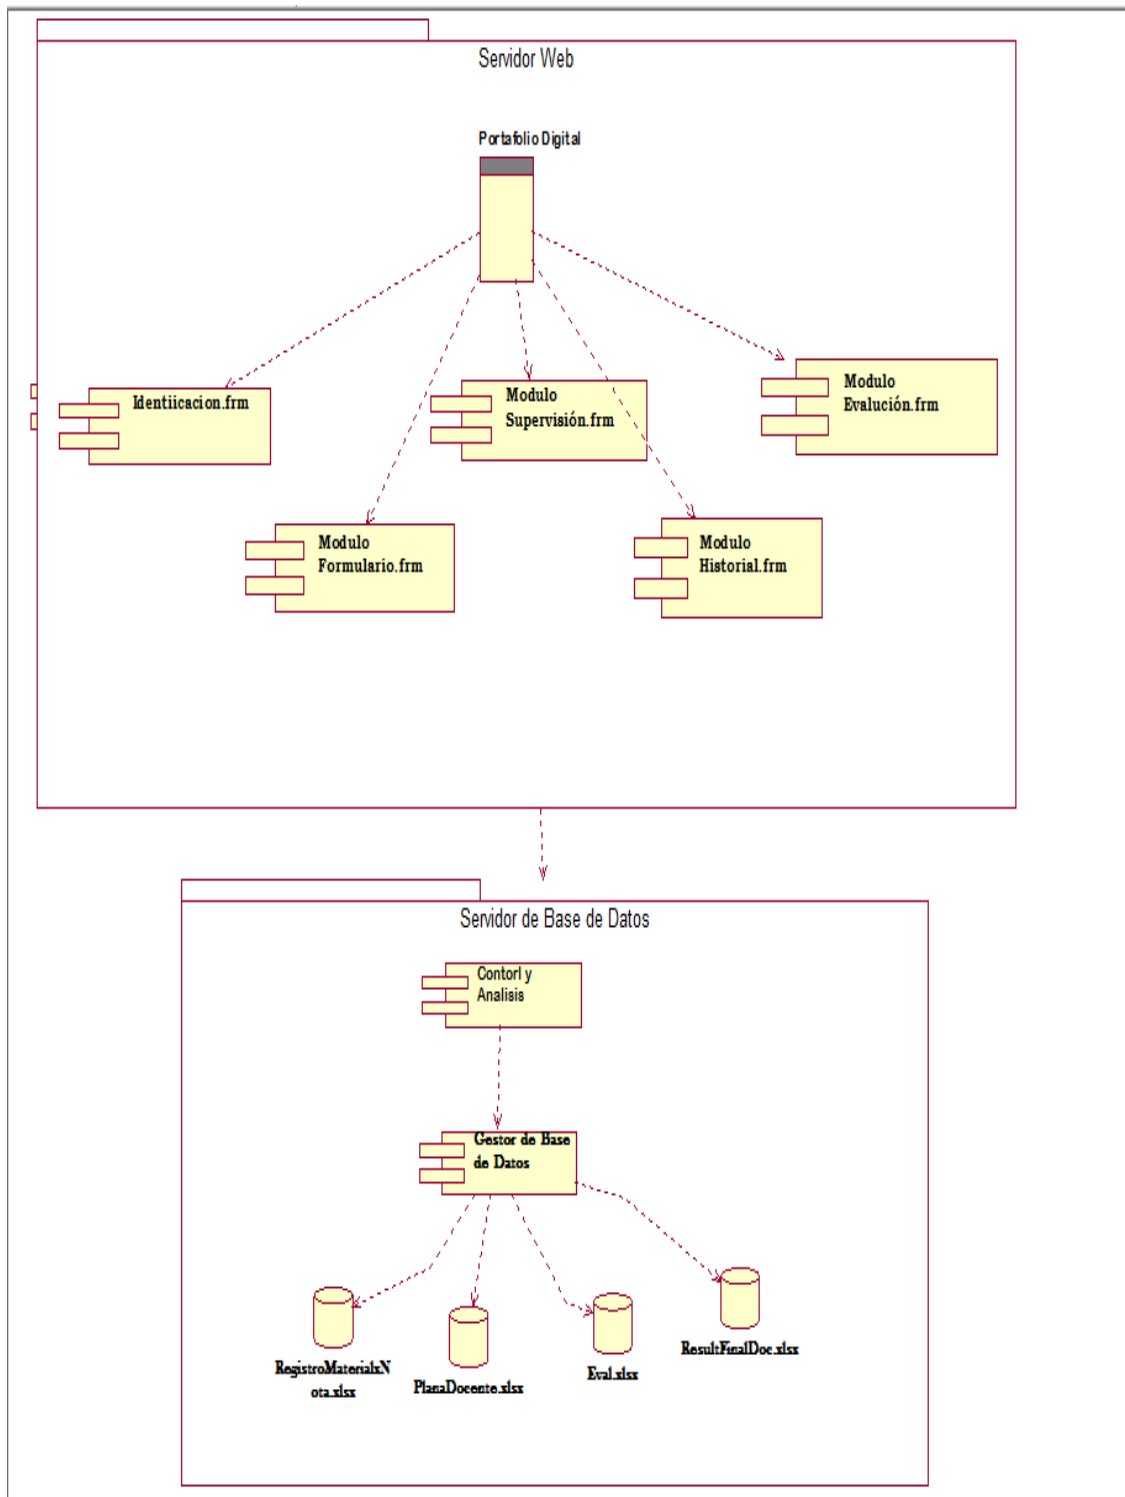 Servidor Web
Portafolio Digital
Identiicacion.frm
Modulo
Supervisión.frm
Modulo
Evalución.frm
Modulo
Formulario.frm
Modulo
Historial.frm
Servidor de Base de Datos
Contorl y
Analisis
Gestor de Base
de Datos
RegistroMaterialxN
ota.xlsx
PlanaDocente.xlsx
Eval.xlsx
ResultFinalDoc.xlsx